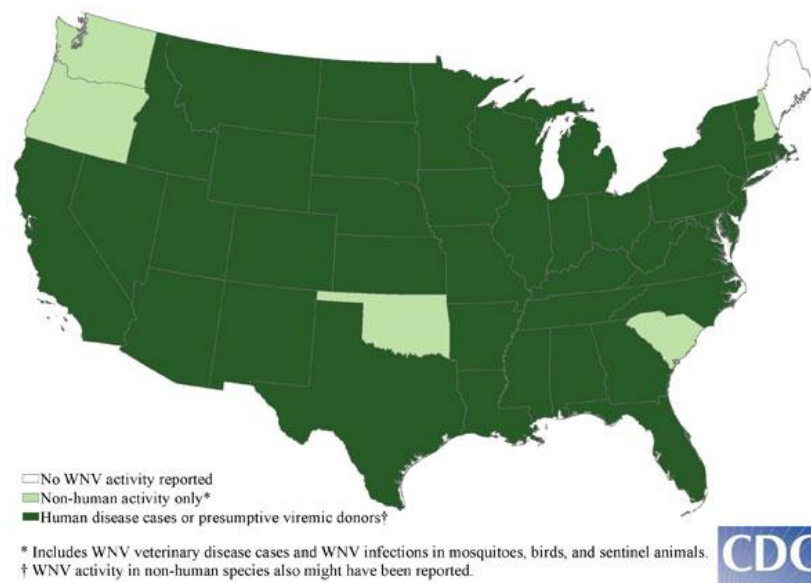 No WNV activity reported
Non-human activity only*
Human disease cases or presumptive viremic donors†
* Includes WNV veterinary disease cases and WNV infections in mosquitoes, birds, and sentinel animals.
† WNV activity in non-human species also might have been reported.
CDC